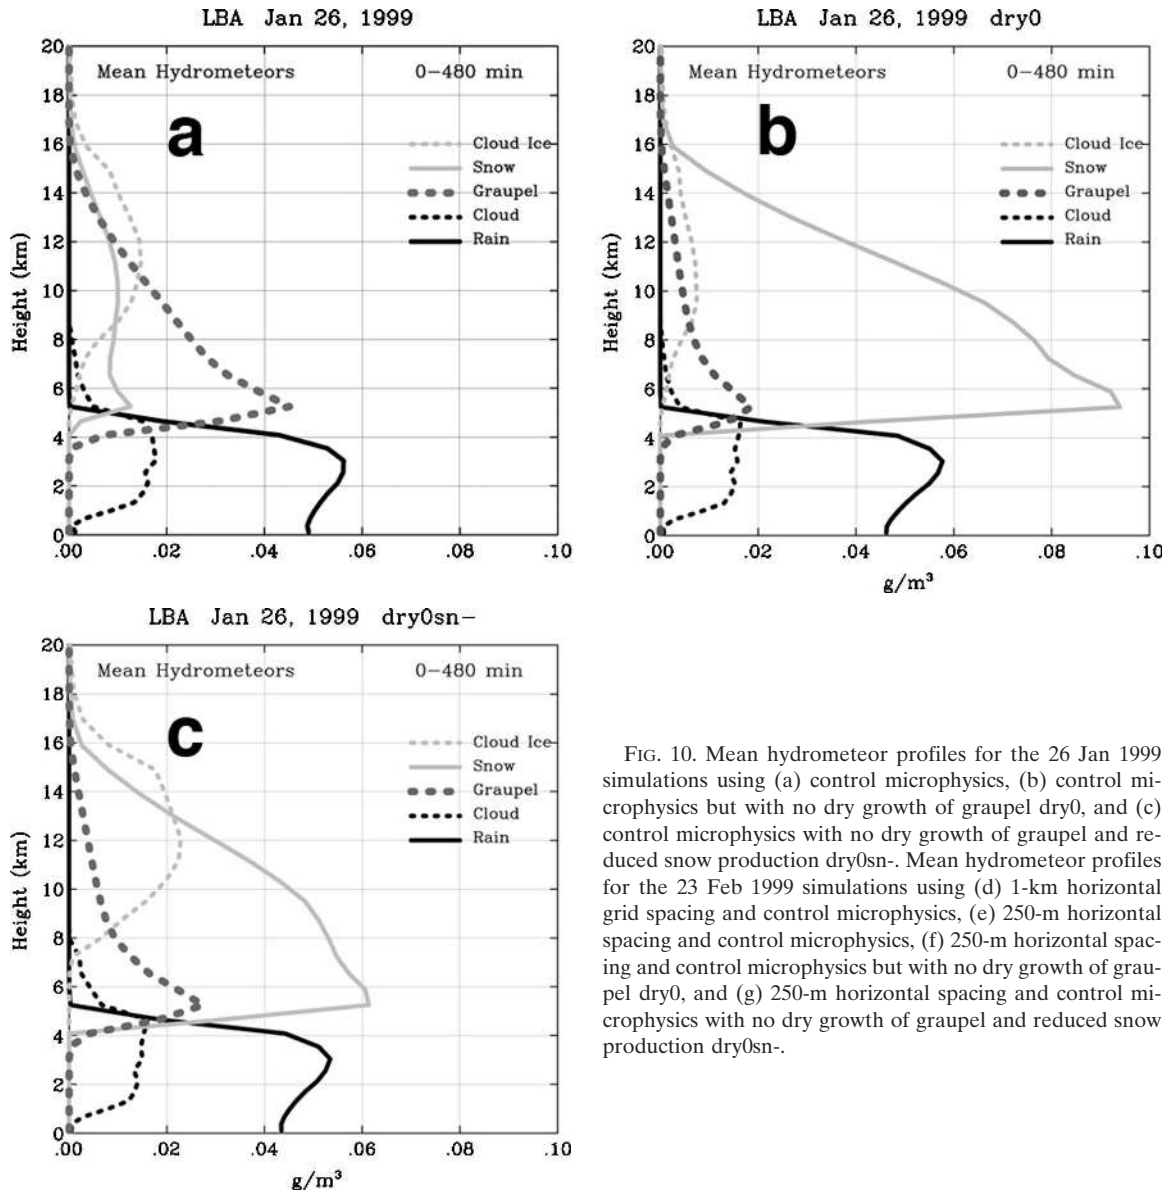 LBA Jan 26, 1999
Mean Hydrometeors 0-480 min
a
Cloud Ice
Snow
Graupel
Cloud
Rain
Height (km)
20
18
16
14
12
10
8
6
4
2
0
.00 .02 .04 .06 .08 .10
LBA Jan 26, 1999 dry0
Mean Hydrometeors 0-480 min
b
Cloud Ice
Snow
Graupel
Cloud
Rain
Height (km)
20
18
16
14
12
10
8
6
4
2
0
.00 .02 .04 .06 .08 .10
g/m³
LBA Jan 26, 1999 dry0sn-
Mean Hydrometeors 0-480 min
c
Cloud Ice
Snow
Graupel
Cloud
Rain
Height (km)
20
18
16
14
12
10
8
6
4
2
0
.00 .02 .04 .06 .08 .10
g/m³
FIG. 10. Mean hydrometeor profiles for the 26 Jan 1999
simulations using (a) control microphysics, (b) control mi-
crophysics but with no dry growth of graupel dry0, and (c)
control microphysics with no dry growth of graupel and re-
duced snow production dry0sn-. Mean hydrometeor profiles
for the 23 Feb 1999 simulations using (d) 1-km horizontal
grid spacing and control microphysics, (e) 250-m horizontal
spacing and control microphysics, (f) 250-m horizontal spac-
ing and control microphysics but with no dry growth of grau-
pel dry0, and (g) 250-m horizontal spacing and control mi-
crophysics with no dry growth of graupel and reduced snow
production dry0sn-.